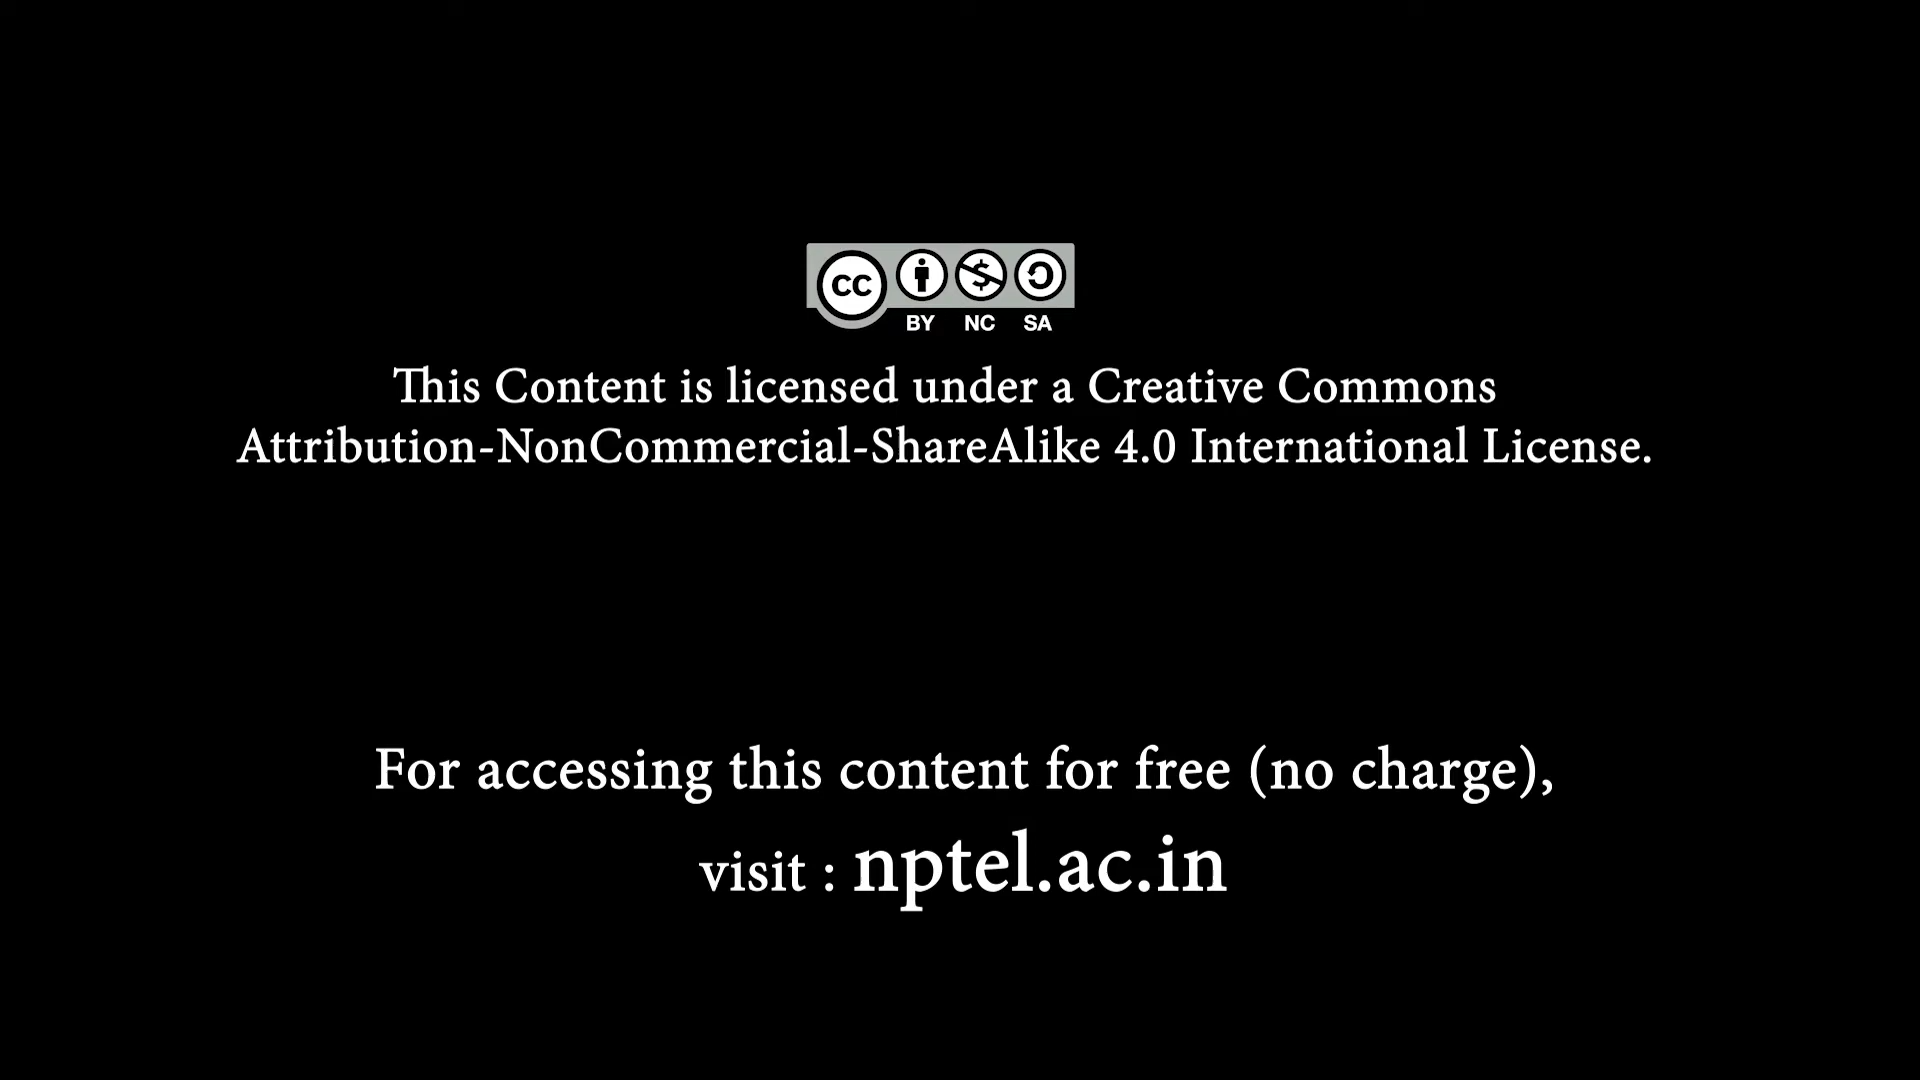 cc
BY NC SA
This Content is licensed under a Creative Commons
Attribution-NonCommercial-ShareAlike 4.0 International License.
For accessing this content for free (no charge),
visit : nptel.ac.in